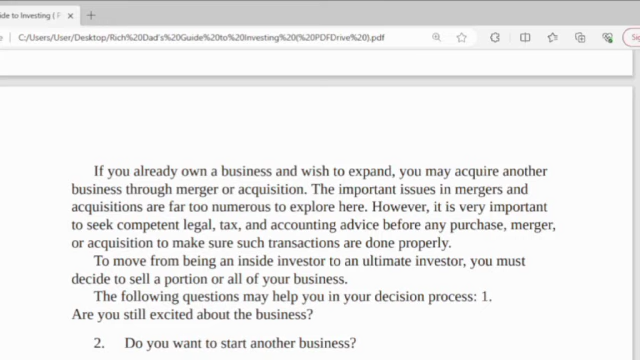 de to Investing ( F
C:/Users/User/Desktop/Rich%20Dad's%20Guide%20to%20Investing%20(%20PDFDrive%20).pdf
If you already own a business and wish to expand, you may acquire another
business through merger or acquisition. The important issues in mergers and
acquisitions are far too numerous to explore here. However, it is very important
to seek competent legal, tax, and accounting advice before any purchase, merger,
or acquisition to make sure such transactions are done properly.
To move from being an inside investor to an ultimate investor, you must
decide to sell a portion or all of your business.
The following questions may help you in your decision process: 1.
Are you still excited about the business?
2. Do you want to start another business?